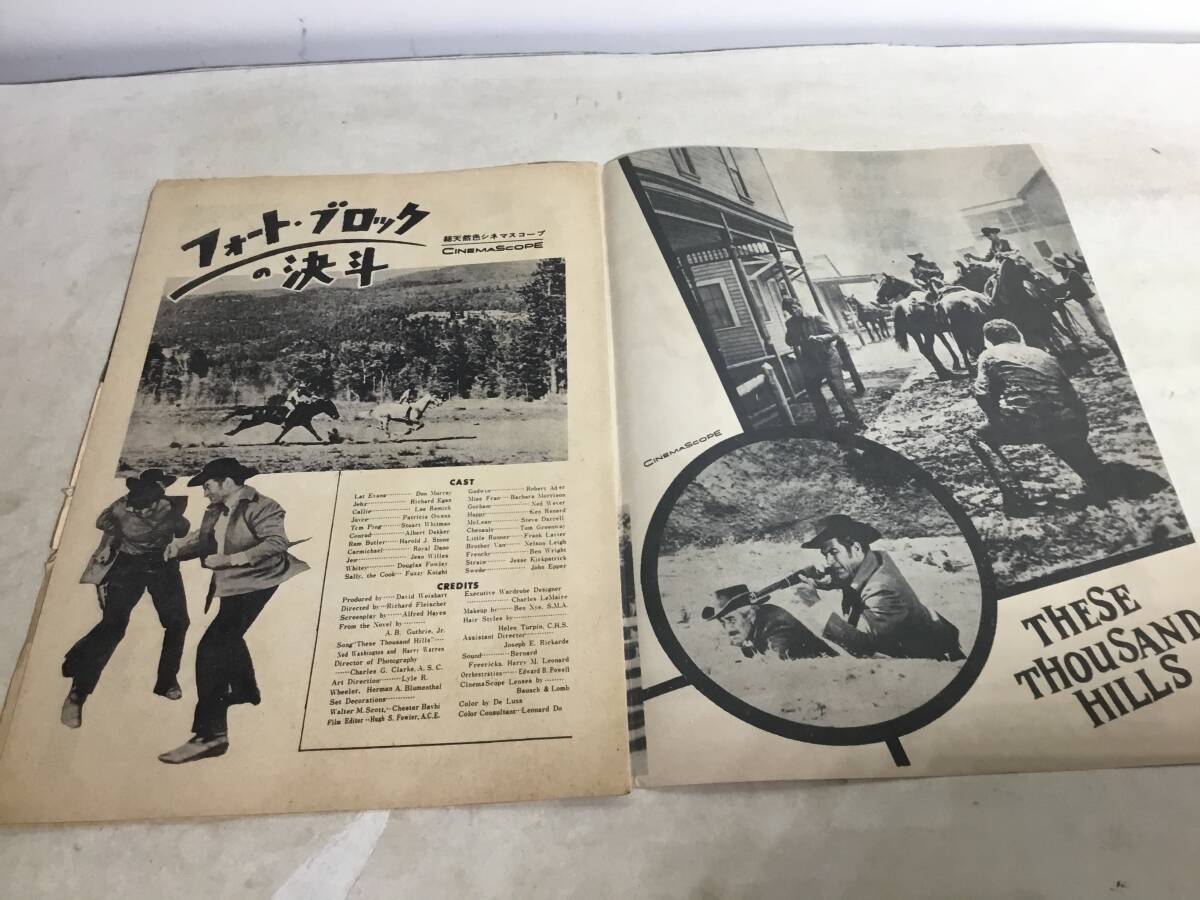 フォート・ブロック
の決斗
総天然色シネマスコープ
CINEMASCOPE
CAST
Lat Evans Don Murray
Jehu Richard Egan
Callie Lee Remick
Joyce Patricia Owens
Tom Ping Stuart Whitman
Conrad Albert Dekker
Ram Butler Harold J. Stone
Carmichael Royal Dano
Jen Jean Willes
Whitey Douglas Fowley
Sally, the Cook Fuzzy Knight
Godwin Robert Adler
Miss Fran Barbara Morrison
Gorham Ned Wever
Happy Ken Renard
McLean Steve Darrell
Chenault Tom Greenway
Little Runner Frank Lavier
Brother Van Nelson Leigh
Frenchy Ben Wright
Strain Jesse Kirkpatrick
Swede John Epper
CREDITS
Produced by David Weisbart
Directed by Richard Fleischer
Screenplay by Alfred Hayes
From the Novel by
A. B. Guthrie, Jr.
Song "These Thousand Hills"
Ned Washington and Harry Warren
Director of Photography
Charles G. Clarke, A. S. C.
Art Direction Lyle R.
Wheeler, Herman A. Blumenthal
Set Decorations
Walter M. Scott, Chester Bayhi
Film Editor Hugh S. Fowler, A.C.E.
Executive Wardrobe Designer
Charles LeMaire
Makeup by Ben Nye, S.M.A.
Hair Styles by
Helen Turpin, C.H.S.
Assistant Director
Joseph E. Rickards
Sound Bernard
Freericks, Harry M. Leonard
Orchestration Edward B. Powell
CinemaScope Lenses by
Bausch & Lomb
Color by De Luxe
Color Consultant Leonard Do
CINEMASCOPE
THESE
THOUSAND
HILLS